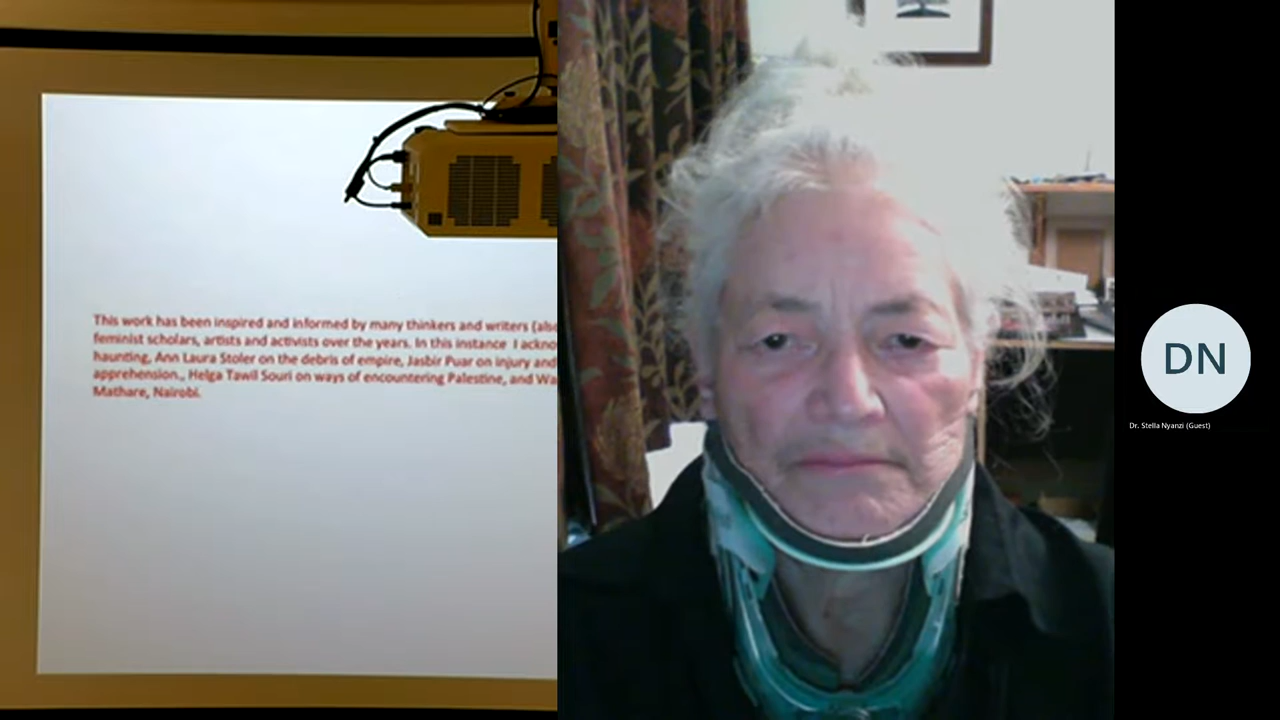 This work has been inspired and informed by many thinkers and writers (also
feminist scholars, artists and activists over the years. In this instance I ackno
haunting, Ann Laura Stoler on the debris of empire, Jasbir Puar on injury and
apprehension., Helga Tawil Souri on ways of encountering Palestine, and Wa
Mathare, Nairobi.
DN
Dr. Stella Nyanzi (Guest)